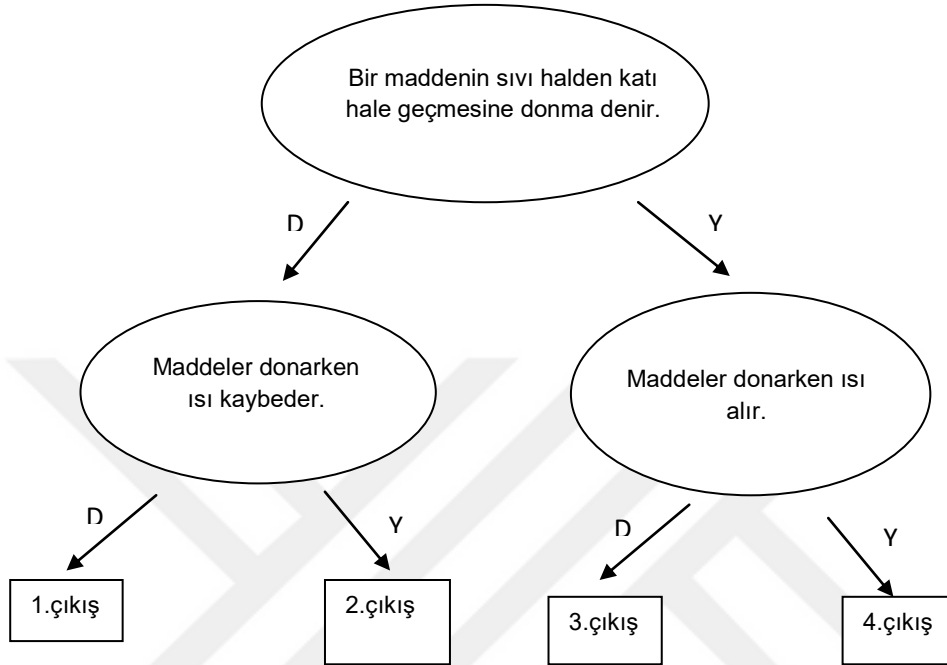 Bir maddenin sıvı halden katı
hale geçmesine donma denir.
D
Y
Maddeler donarken
ısı kaybeder.
Maddeler donarken ısı
alır.
D
Y
D
Y
1.çıkış
2.çıkış
3.çıkış
4.çıkış